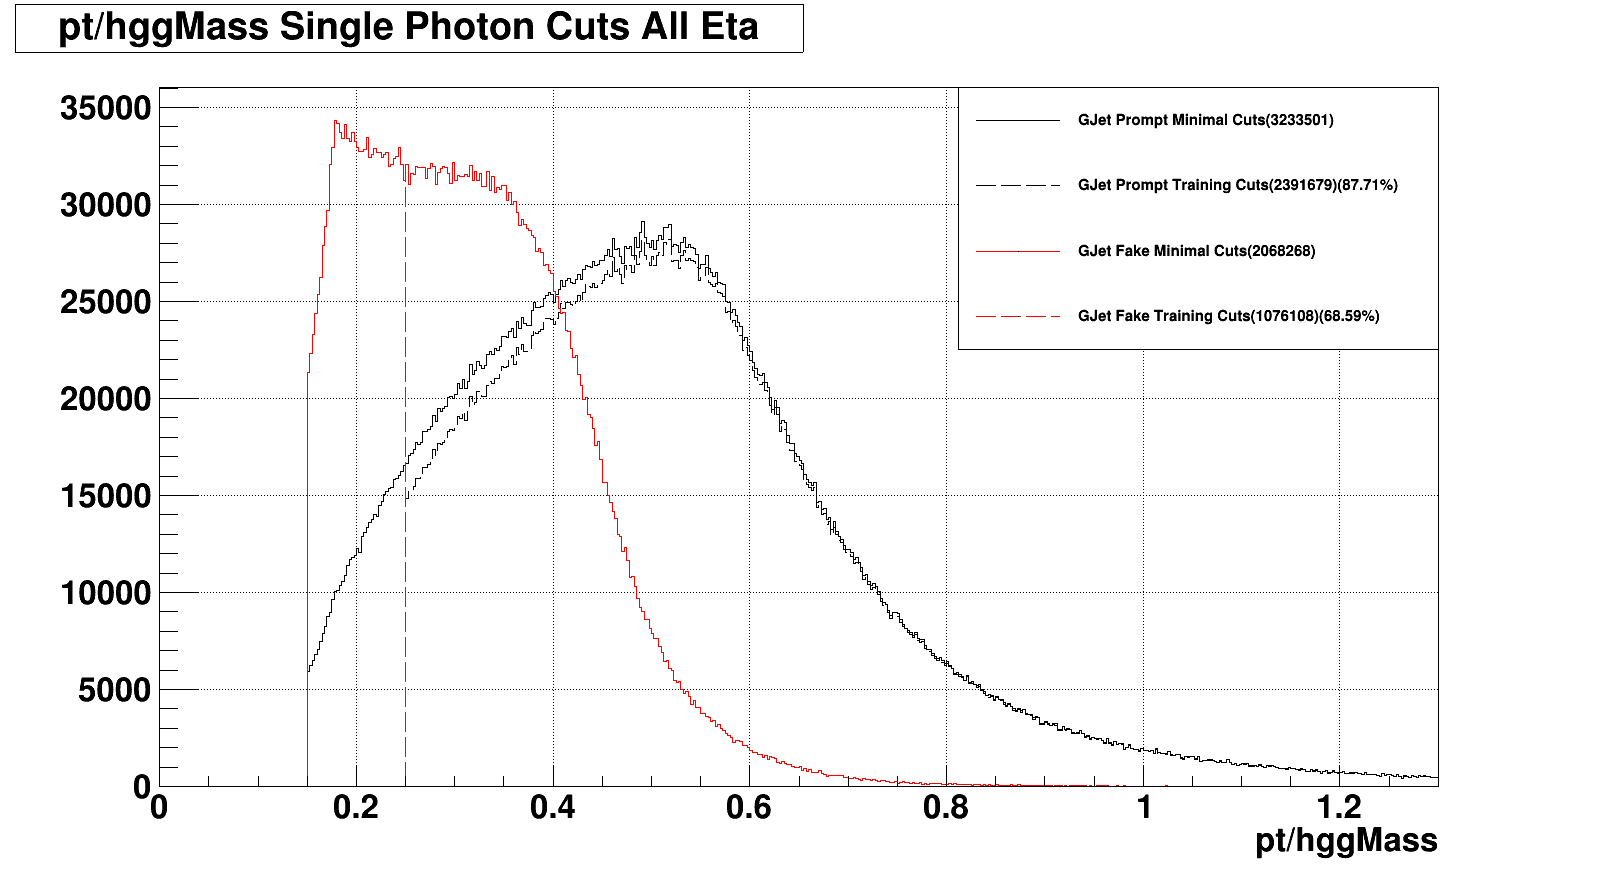 pt/hggMass Single Photon Cuts All Eta
35000
30000
25000
20000
15000
10000
5000
0
GJet Prompt Minimal Cuts(3233501)
GJet Prompt Training Cuts(2391679)(87.71%)
GJet Fake Minimal Cuts(2068268)
GJet Fake Training Cuts(1076108)(68.59%)
0 0.2 0.4 0.6 0.8 1 1.2
pt/hggMass